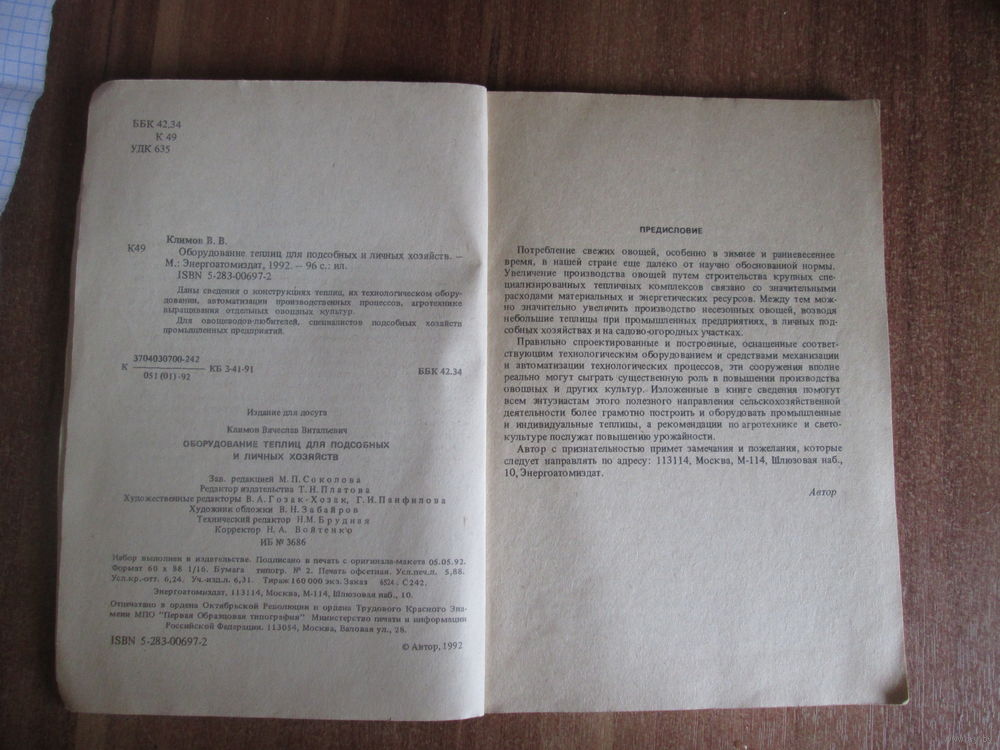 ББК 42.34
К 49
УДК 635
Климов В. В.
К49
Оборудование теплиц для подсобных и личных хозяйств. —
М.: Энергоатомиздат, 1992. — 96 с.: ил.
ISBN 5-283-00697-2
Даны сведения о конструкциях теплиц, их технологическом обору-
довании, автоматизации производственных процессов, агротехнике
выращивания отдельных овощных культур.
Для овощеводов-любителей, специалистов подсобных хозяйств
промышленных предприятий.
3704030700-242
К
КБ 3-41-91
051 (01) -92
ББК 42.34
Издание для досуга
Климов Вячеслав Витальевич
ОБОРУДОВАНИЕ ТЕПЛИЦ ДЛЯ ПОДСОБНЫХ
И ЛИЧНЫХ ХОЗЯЙСТВ
Зав. редакцией М. П. Соколова
Редактор издательства Т. Н. Платова
Художественные редакторы В. А. Гозак-Хозак, Г. И. Панфилова
Художник обложки В. Н. Забайров
Технический редактор Н.М. Брудная
Корректор Н. А. Войтенко
ИБ № 3686
Набор выполнен в издательстве. Подписано в печать с оригинала-макета 05.05.92.
Формат 60 х 88 1/16. Бумага типогр. № 2. Печать офсетная. Усл.печ.л. 5,88.
Усл.кр.-отт. 6,24. Уч.-изд.л. 6,31. Тираж 160 000 экз. Заказ 6524. С 242.
Энергоатомиздат, 113114, Москва, М-114, Шлюзовая наб., 10.
Отпечатано в ордена Октябрьской Революции и ордена Трудового Красного Зна-
мени МПО "Первая Образцовая типография" Министерство печати и информации
Российской Федерации. 113054, Москва, Валовая ул., 28.
ISBN 5-283-00697-2
© Автор, 1992
ПРЕДИСЛОВИЕ
Потребление свежих овощей, особенно в зимнее и ранневесеннее
время, в нашей стране еще далеко от научно обоснованной нормы.
Увеличение производства овощей путем строительства крупных спе-
циализированных тепличных комплексов связано со значительными
расходами материальных и энергетических ресурсов. Между тем мож-
но значительно увеличить производство несезонных овощей, возводя
небольшие теплицы при промышленных предприятиях, в личных под-
собных хозяйствах и на садово-огородных участках.
Правильно спроектированные и построенные, оснащенные соответ-
ствующим технологическим оборудованием и средствами механизации
и автоматизации технологических процессов, эти сооружения вполне
реально могут сыграть существенную роль в повышении производства
овощных и других культур. Изложенные в книге сведения помогут
всем энтузиастам этого полезного направления сельскохозяйственной
деятельности более грамотно построить и оборудовать промышленные
и индивидуальные теплицы, а рекомендации по агротехнике и свето-
культуре послужат повышению урожайности.
Автор с признательностью примет замечания и пожелания, которые
следует направлять по адресу: 113114, Москва, М-114, Шлюзовая наб.,
10, Энергоатомиздат.
Автор